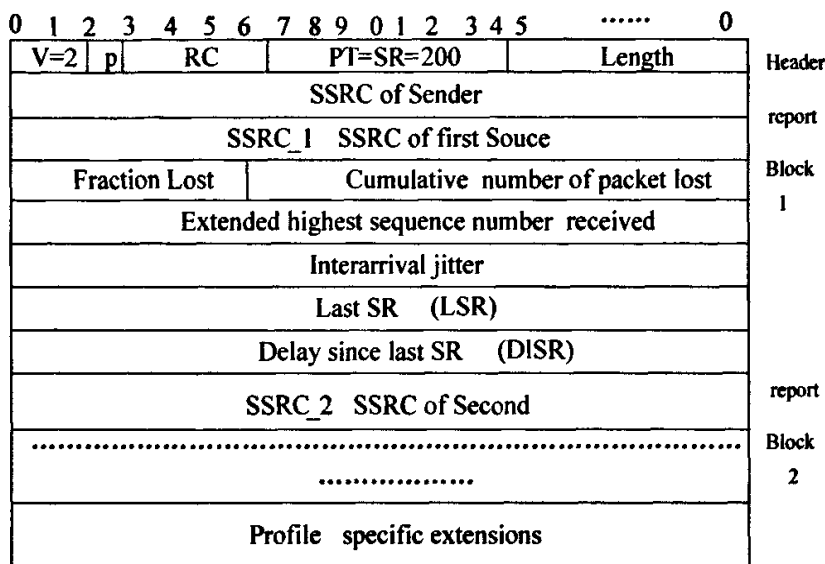 0 1 2 3 4 5 6 7 8 9 0 1 2 3 4 5 ...... 0
V=2 p RC PT=SR=200 Length Header
SSRC of Sender
report
SSRC_1 SSRC of first Souce
Block
Fraction Lost Cumulative number of packet lost
1
Extended highest sequence number received
Interarrival jitter
Last SR (LSR)
Delay since last SR (DISR)
report
SSRC_2 SSRC of Second
Block
2
Profile specific extensions